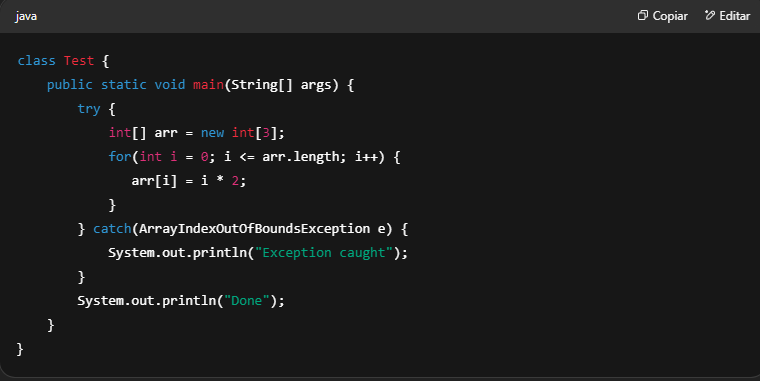 java
Copiar
Editar
class Test {
    public static void main(String[] args) {
        try {
            int[] arr = new int[3];
            for(int i = 0; i <= arr.length; i++) {
               arr[i] = i * 2;
            }
        } catch(ArrayIndexOutOfBoundsException e) {
            System.out.println("Exception caught");
        }
        System.out.println("Done");
    }
}